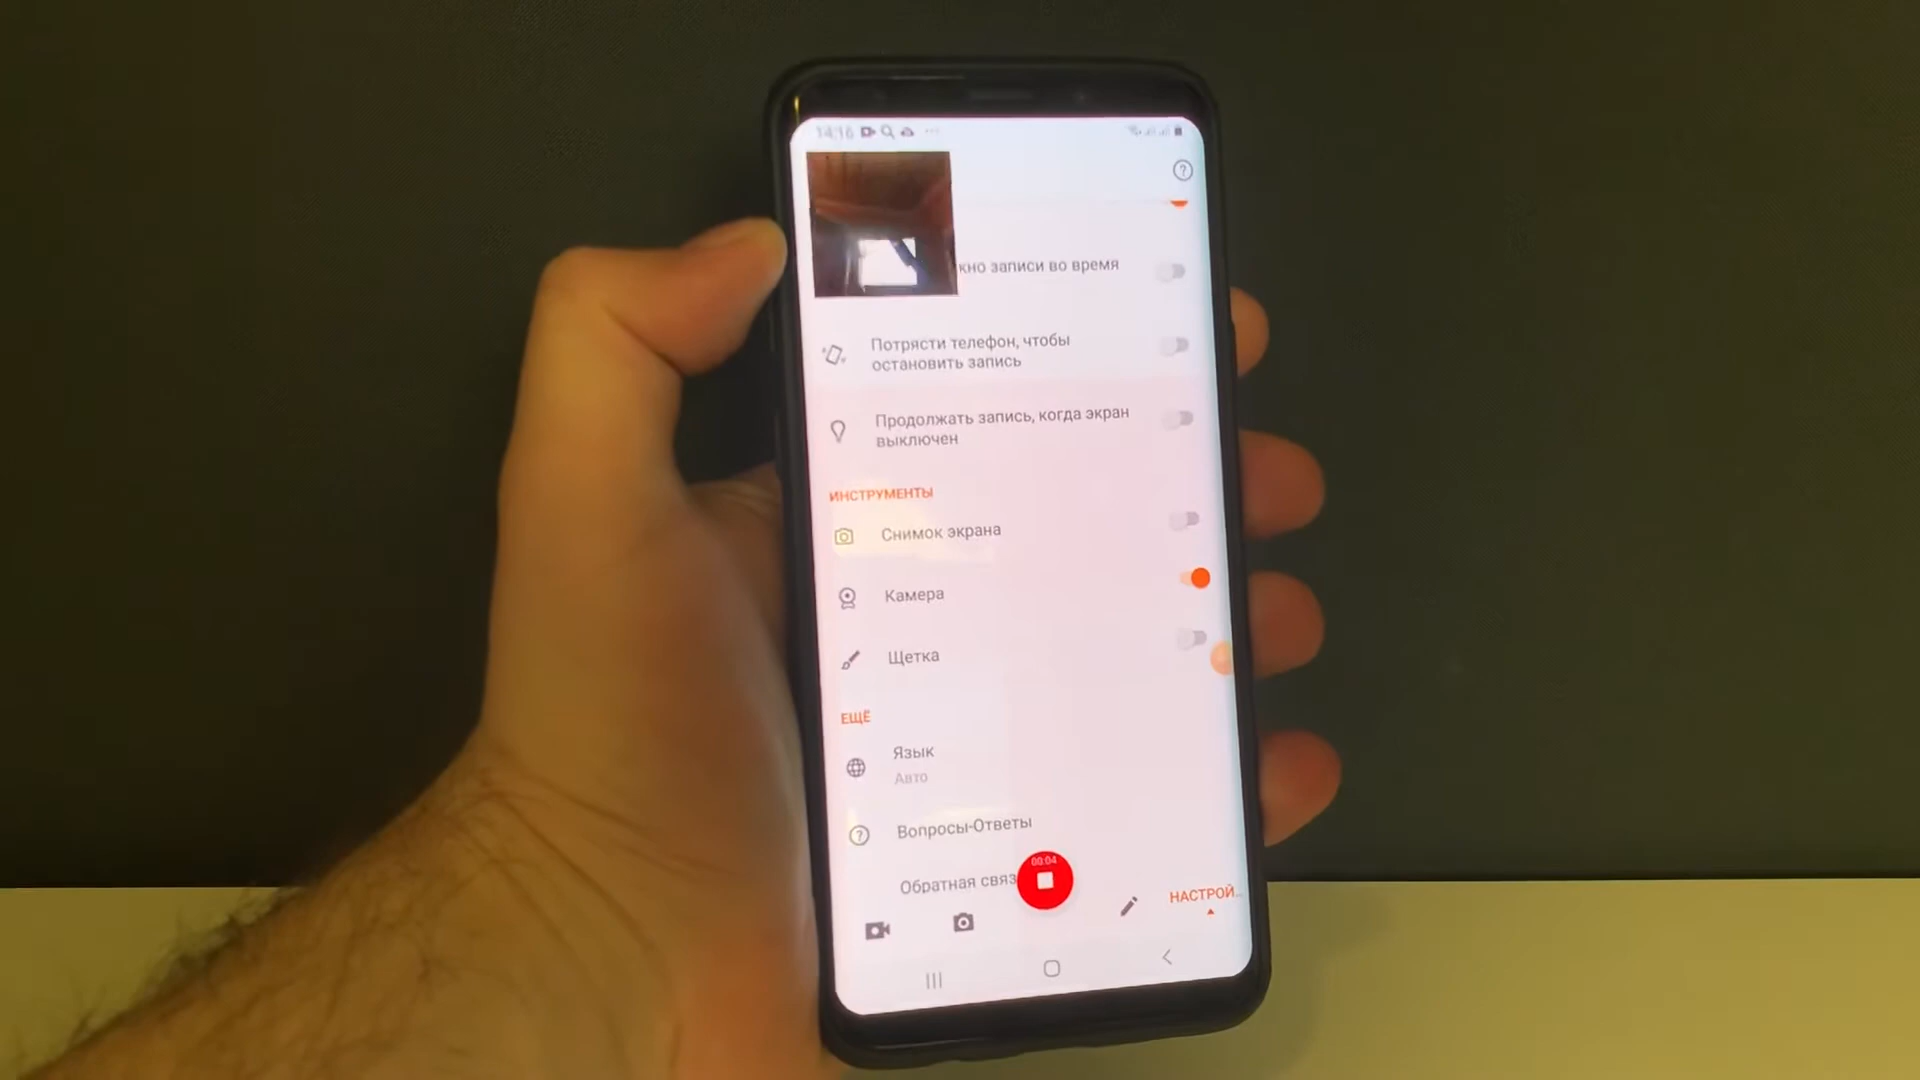 14:16
кно записи во время
Потрясти телефон, чтобы
остановить запись
Продолжать запись, когда экран
выключен
ИНСТРУМЕНТЫ
Снимок экрана
Камера
Щетка
ЕЩЁ
Язык
Авто
Вопросы-Ответы
00:04
Обратная связ
НАСТРОЙ...